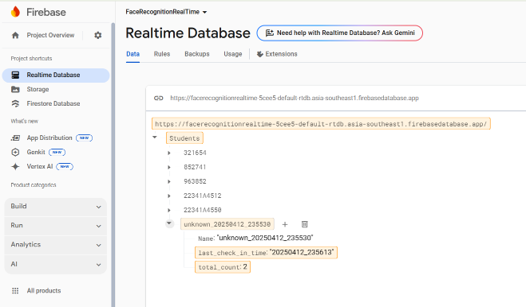 Firebase
Project Overview
Project shortcuts
Realtime Database
Storage
Firestore Database
What's new
App Distribution NEW
Genkit NEW
Vertex AI NEW
Product categories
Build
Run
Analytics
AI
All products
FaceRecognitionRealTime
Realtime Database
Need help with Realtime Database? Ask Gemini
Data Rules Backups Usage Extensions
https://facerecognitionrealtime-5cee5-default-rtdb.asia-southeast1.firebasedatabase.app
https://facerecognitionrealtime-5cee5-default-rtdb.asia-southeast1.firebasedatabase.app/
Students
321654
852741
963852
22341A4512
22341A4550
unknown_20250412_235530
Name: "unknown_20250412_235530"
last_check_in_time: "20250412_235613"
total_count: 2